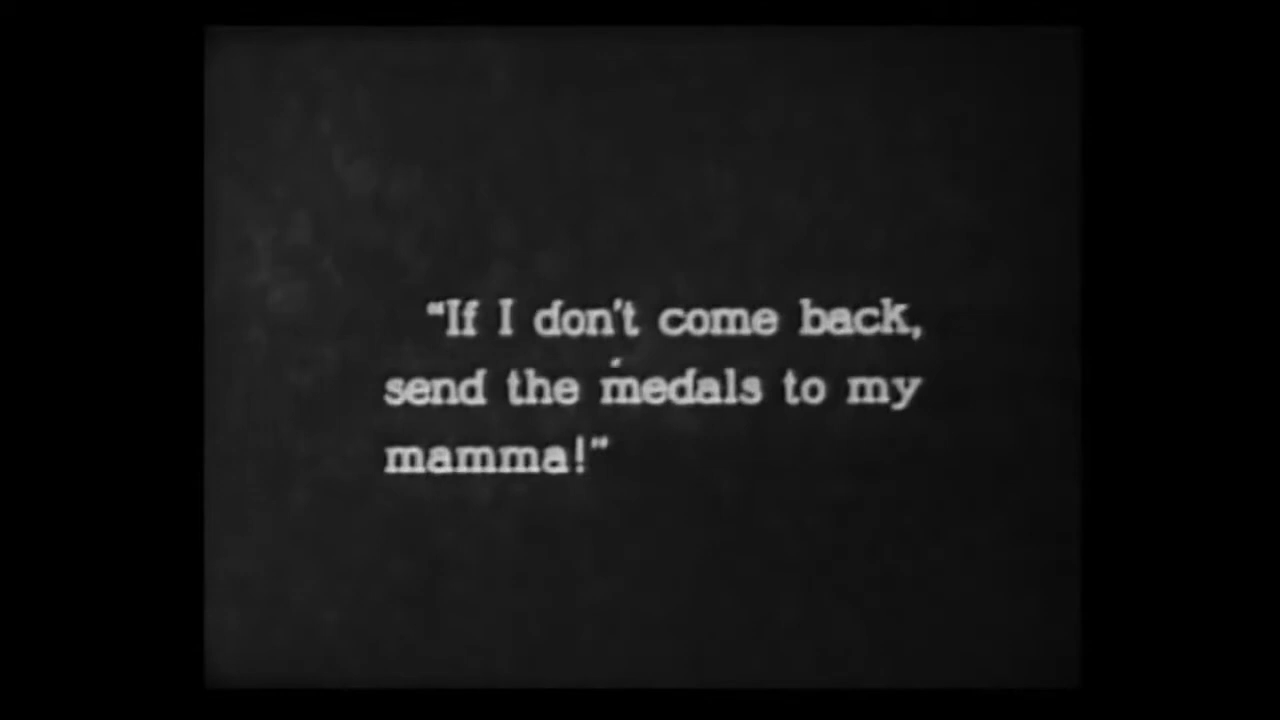 “If I don't come back,
send the medals to my
mamma!”